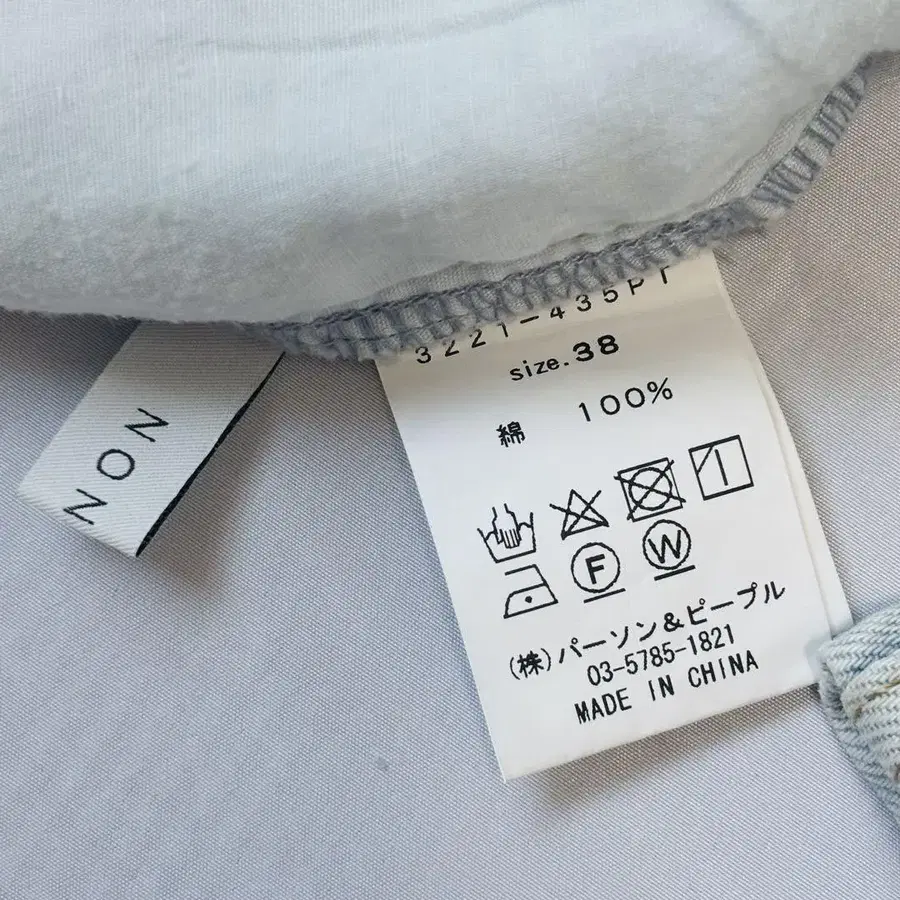 3221-435PT
size.38
綿 100%
F W
(株)パーソン&ピープル
03-5785-1821
MADE IN CHINA
NON